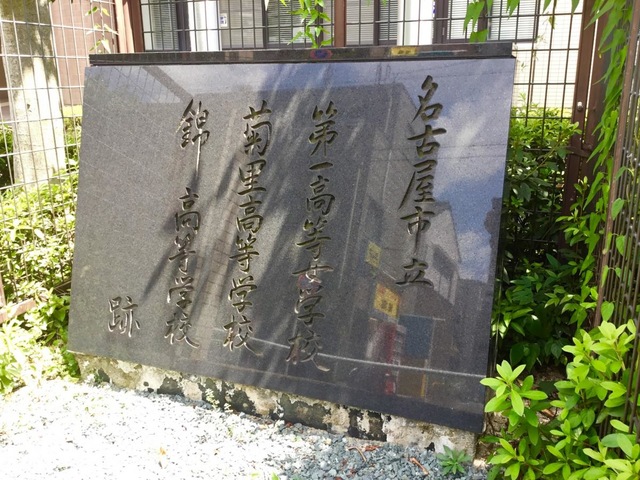 名古屋市立
第一高等女学校
菊里高等学校
錦 高等学校
跡